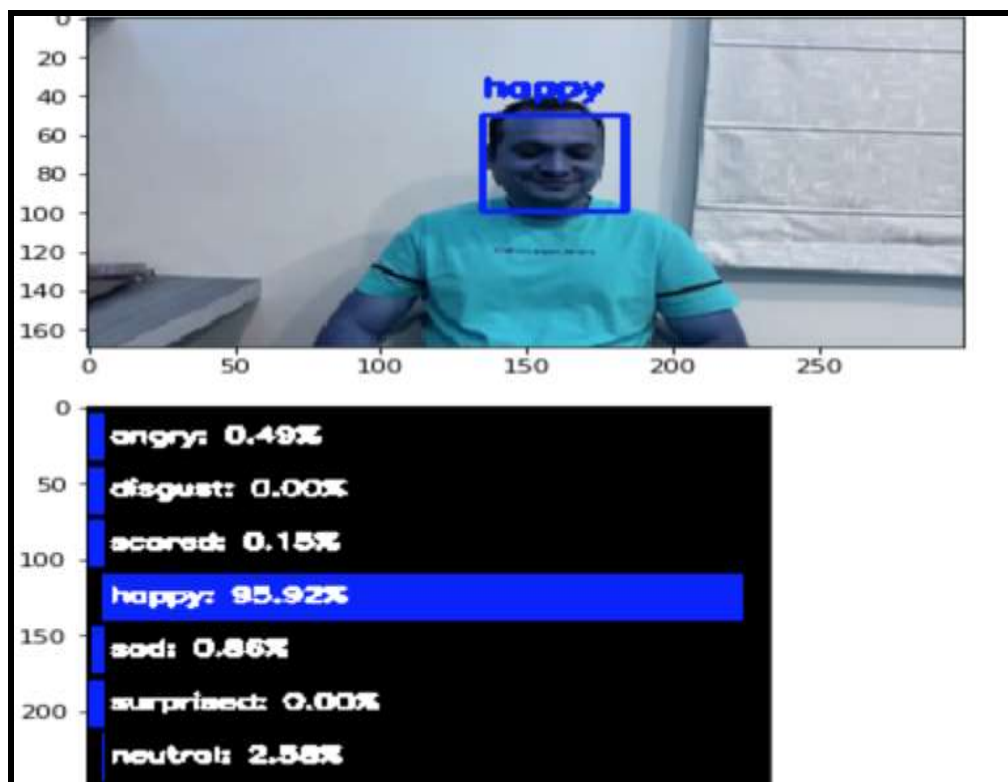 0
20
40
60
80
100
120
140
160
happy
0 50 100 150 200 250
0
50
100
150
200
angry: 0.49%
disgust: 0.00%
scared: 0.15%
happy: 95.92%
sad: 0.86%
surprised: 0.00%
neutral: 2.58%